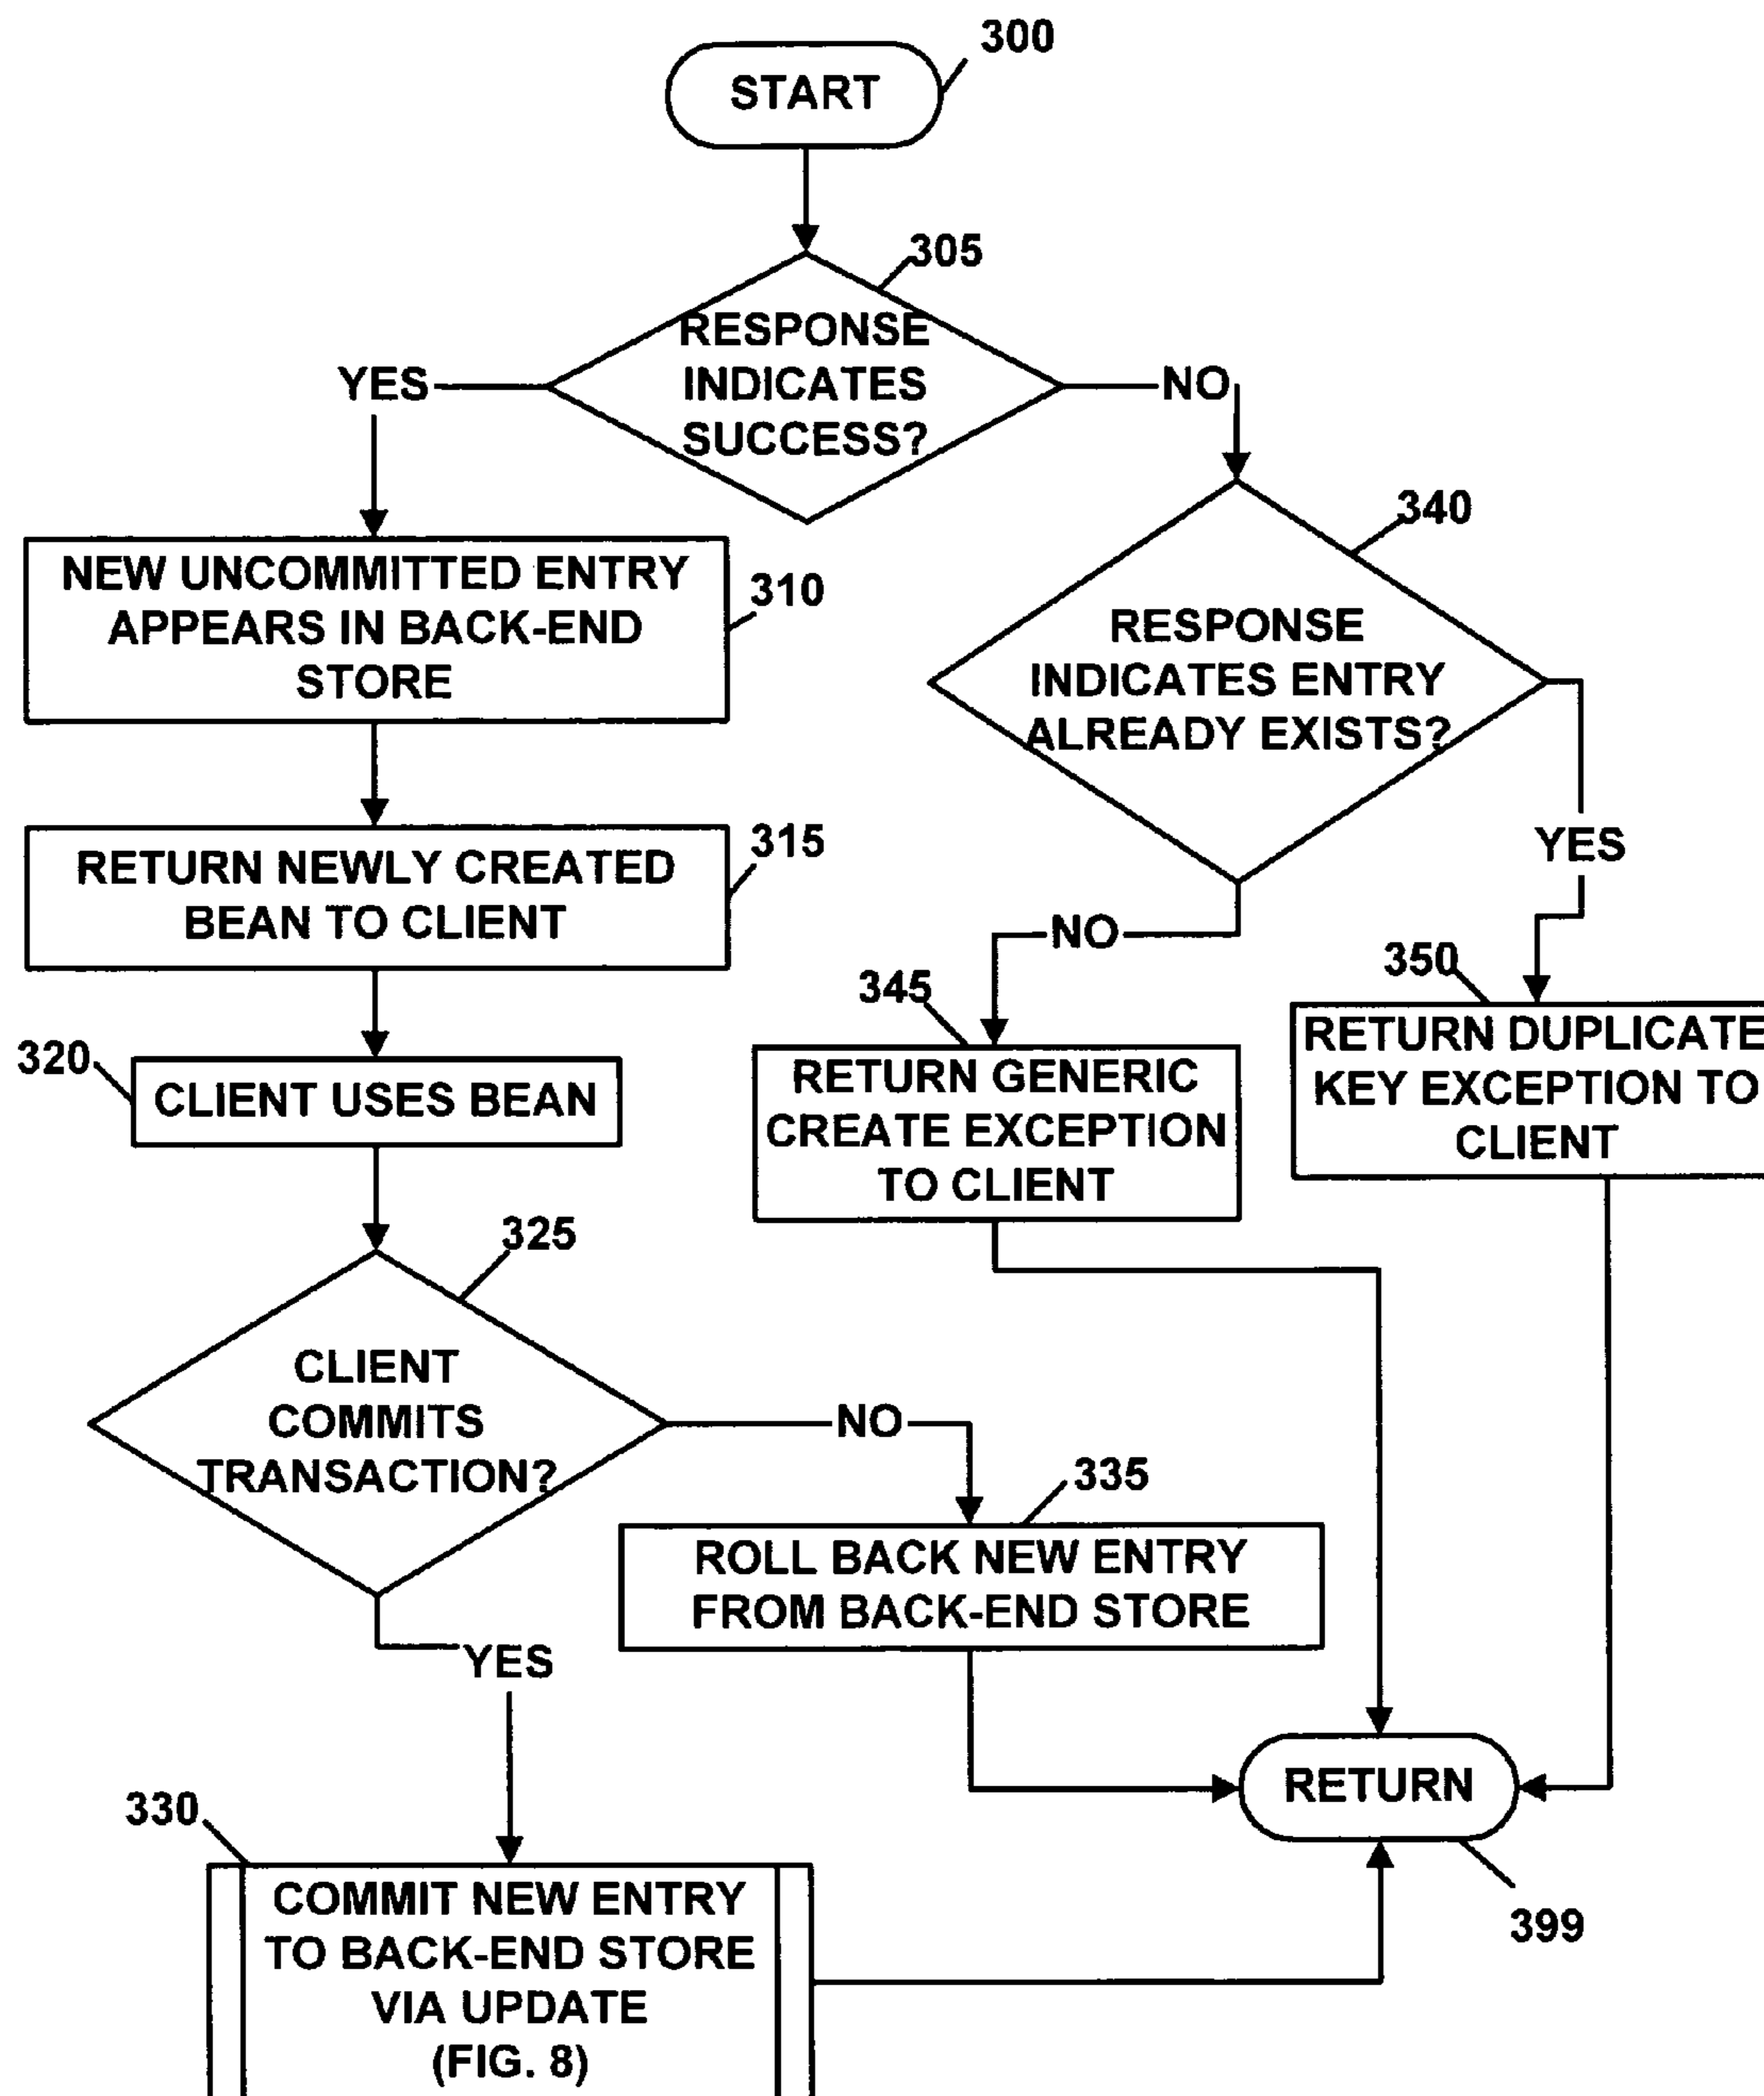 300
START
305
RESPONSE
INDICATES
SUCCESS?
YES
NO
340
NEW UNCOMMITTED ENTRY
APPEARS IN BACK-END
STORE
310
RESPONSE
INDICATES ENTRY
ALREADY EXISTS?
RETURN NEWLY CREATED
BEAN TO CLIENT
315
YES
NO
320
CLIENT USES BEAN
345
RETURN GENERIC
CREATE EXCEPTION
TO CLIENT
350
RETURN DUPLICATE
KEY EXCEPTION TO
CLIENT
325
CLIENT
COMMITS
TRANSACTION?
NO
335
ROLL BACK NEW ENTRY
FROM BACK-END STORE
YES
RETURN
399
330
COMMIT NEW ENTRY
TO BACK-END STORE
VIA UPDATE
(FIG. 8)